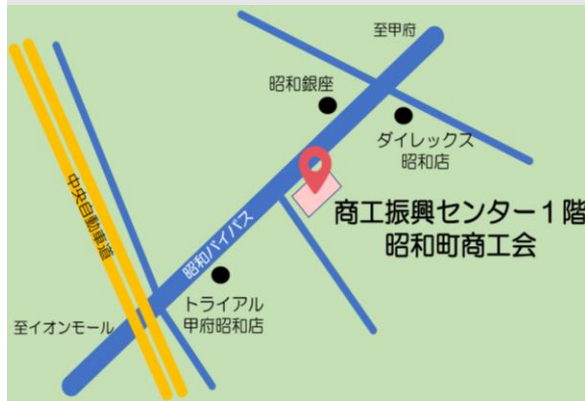 至甲府
昭和銀座
ダイレックス
昭和店
商工振興センター１階
昭和町商工会
中央自動車道
昭和バイパス
トライアル
甲府昭和店
至イオンモール